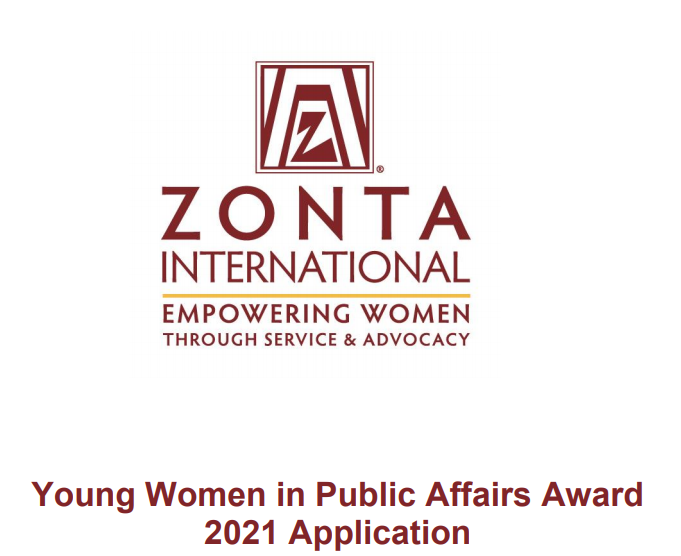 Z
®
ZONTA
INTERNATIONAL
EMPOWERING WOMEN
THROUGH SERVICE & ADVOCACY
Young Women in Public Affairs Award
2021 Application